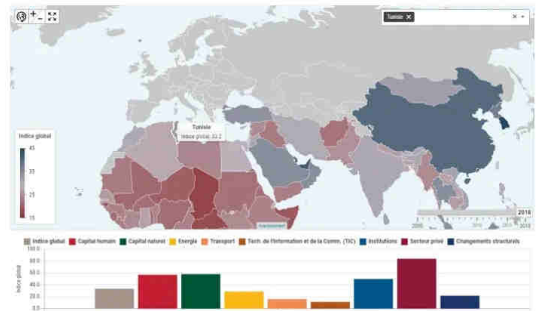 Tunisie
Tunisie
Indice global
Indice global
45
35
25
15
2018
2000
2018
Indice global
Capital humain
Capital naturel
Energie
Transport
Tech. de l'Information et de la Comm. (TIC)
Institutions
Secteur privé
Changements structurels
Indice global
100.0
80.0
60.0
40.0
20.0
0.0